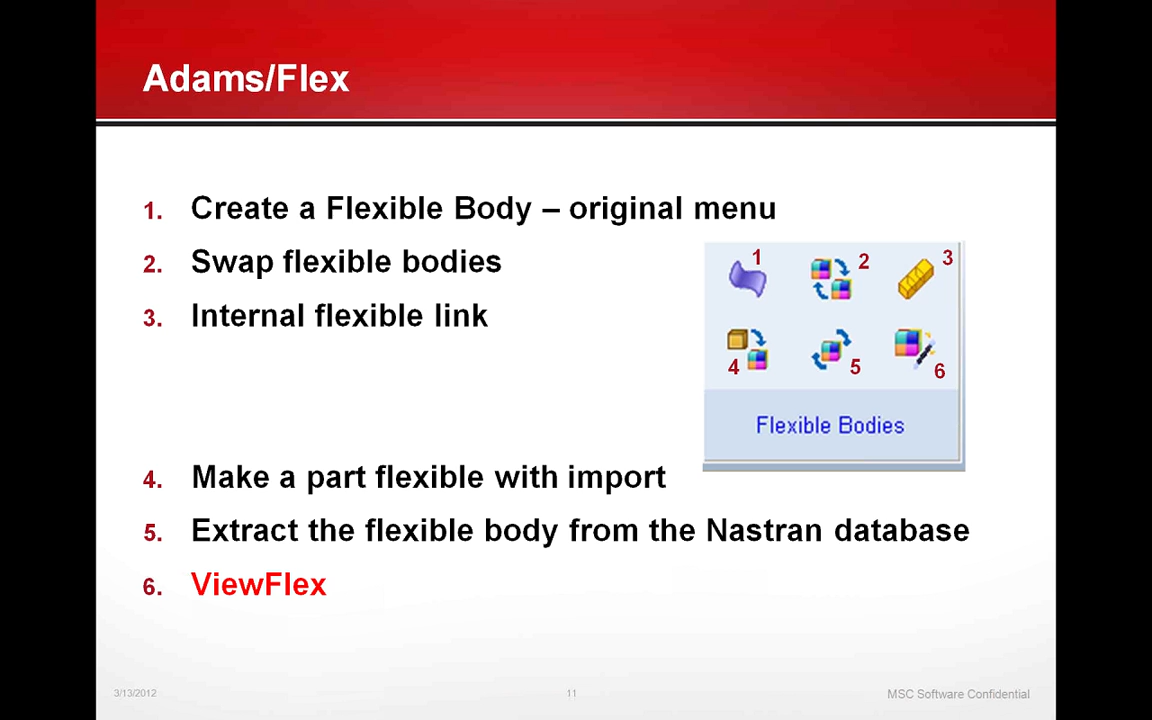 Adams/Flex
1. Create a Flexible Body – original menu
2. Swap flexible bodies
3. Internal flexible link
1 2 3
4 5 6
Flexible Bodies
4. Make a part flexible with import
5. Extract the flexible body from the Nastran database
6. ViewFlex
3/13/2012 11 MSC Software Confidential